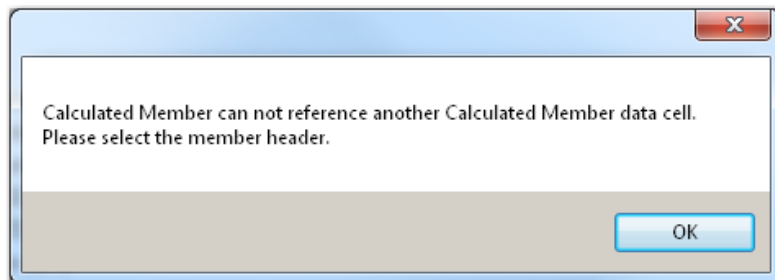 Calculated Member can not reference another Calculated Member data cell.
Please select the member header.
OK